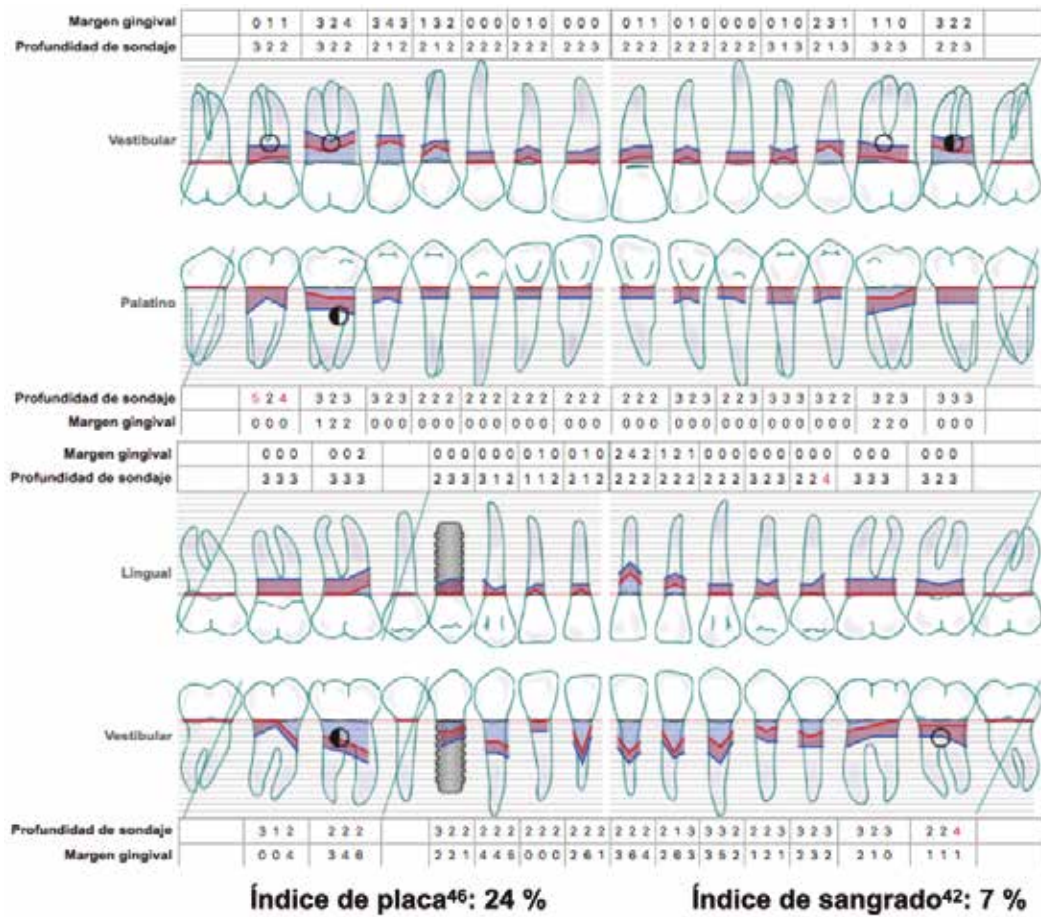 Margen gingival 0 1 1 3 2 4 3 4 3 1 3 2 0 0 0 0 1 0 0 0 0 0 1 1 0 1 0 0 0 0 0 1 0 2 3 1 1 1 0 3 2 2
Profundidad de sondaje 3 2 2 3 2 2 2 1 2 2 1 2 2 2 2 2 2 2 2 2 3 2 2 2 2 2 2 2 2 2 3 1 3 2 1 3 3 2 3 2 2 3
Vestibular
Palatino
Profundidad de sondaje 5 2 4 3 2 3 3 2 3 2 2 2 2 2 2 2 2 2 2 2 2 2 2 2 3 2 3 2 2 3 3 3 3 3 2 2 3 2 3 3 3 3
Margen gingival 0 0 0 1 2 2 0 0 0 0 0 0 0 0 0 0 0 0 0 0 0 0 0 0 0 0 0 0 0 0 0 0 0 0 0 0 2 2 0 0 0 0
Margen gingival 0 0 0 0 0 2 0 0 0 0 0 0 0 1 0 0 1 0 2 4 2 1 2 1 0 0 0 0 0 0 0 0 0 0 0 0 0 0 0
Profundidad de sondaje 3 3 3 3 3 3 2 3 3 3 1 2 1 1 2 2 1 2 2 2 2 2 2 2 2 2 2 3 2 3 2 2 4 3 3 3 3 2 3
Lingual
Vestibular
Profundidad de sondaje 3 1 2 2 2 2 3 2 2 2 2 2 2 2 2 2 2 2 2 2 2 2 1 3 3 3 2 2 2 3 3 2 3 3 2 3 2 2 4
Margen gingival 0 0 4 3 4 6 2 2 1 4 4 5 0 0 0 2 6 1 3 6 4 2 6 3 3 5 2 1 2 1 2 3 2 2 1 0 1 1 1
Índice de placa⁴⁶: 24 % Índice de sangrado⁴²: 7 %